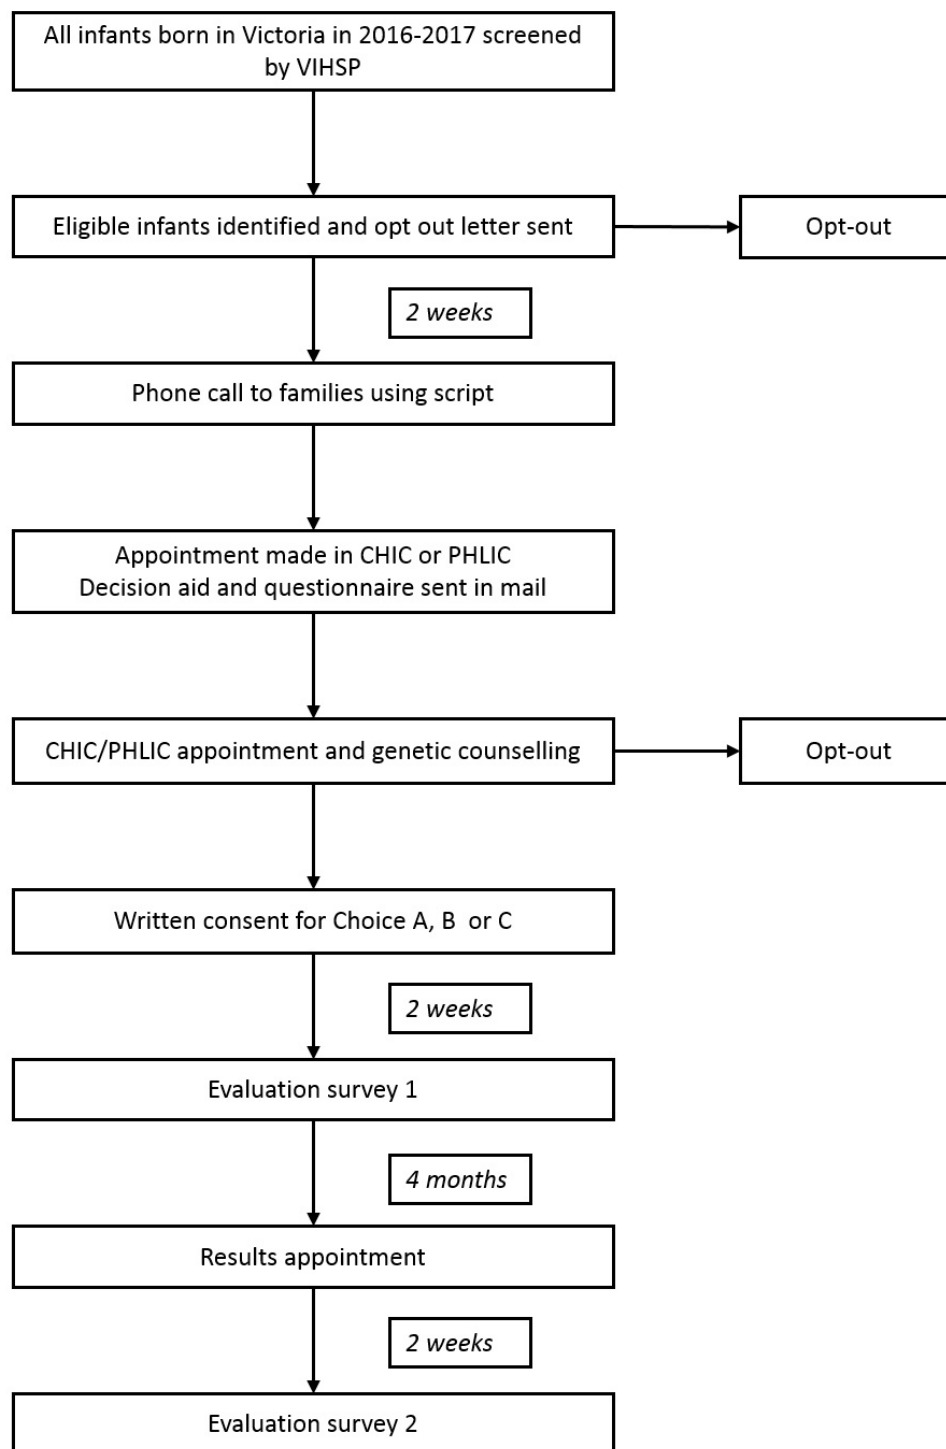 All infants born in Victoria in 2016-2017 screened
by VIHSP
Eligible infants identified and opt out letter sent
Opt-out
2 weeks
Phone call to families using script
Appointment made in CHIC or PHLIC
Decision aid and questionnaire sent in mail
CHIC/PHLIC appointment and genetic counselling
Opt-out
Written consent for Choice A, B or C
2 weeks
Evaluation survey 1
4 months
Results appointment
2 weeks
Evaluation survey 2